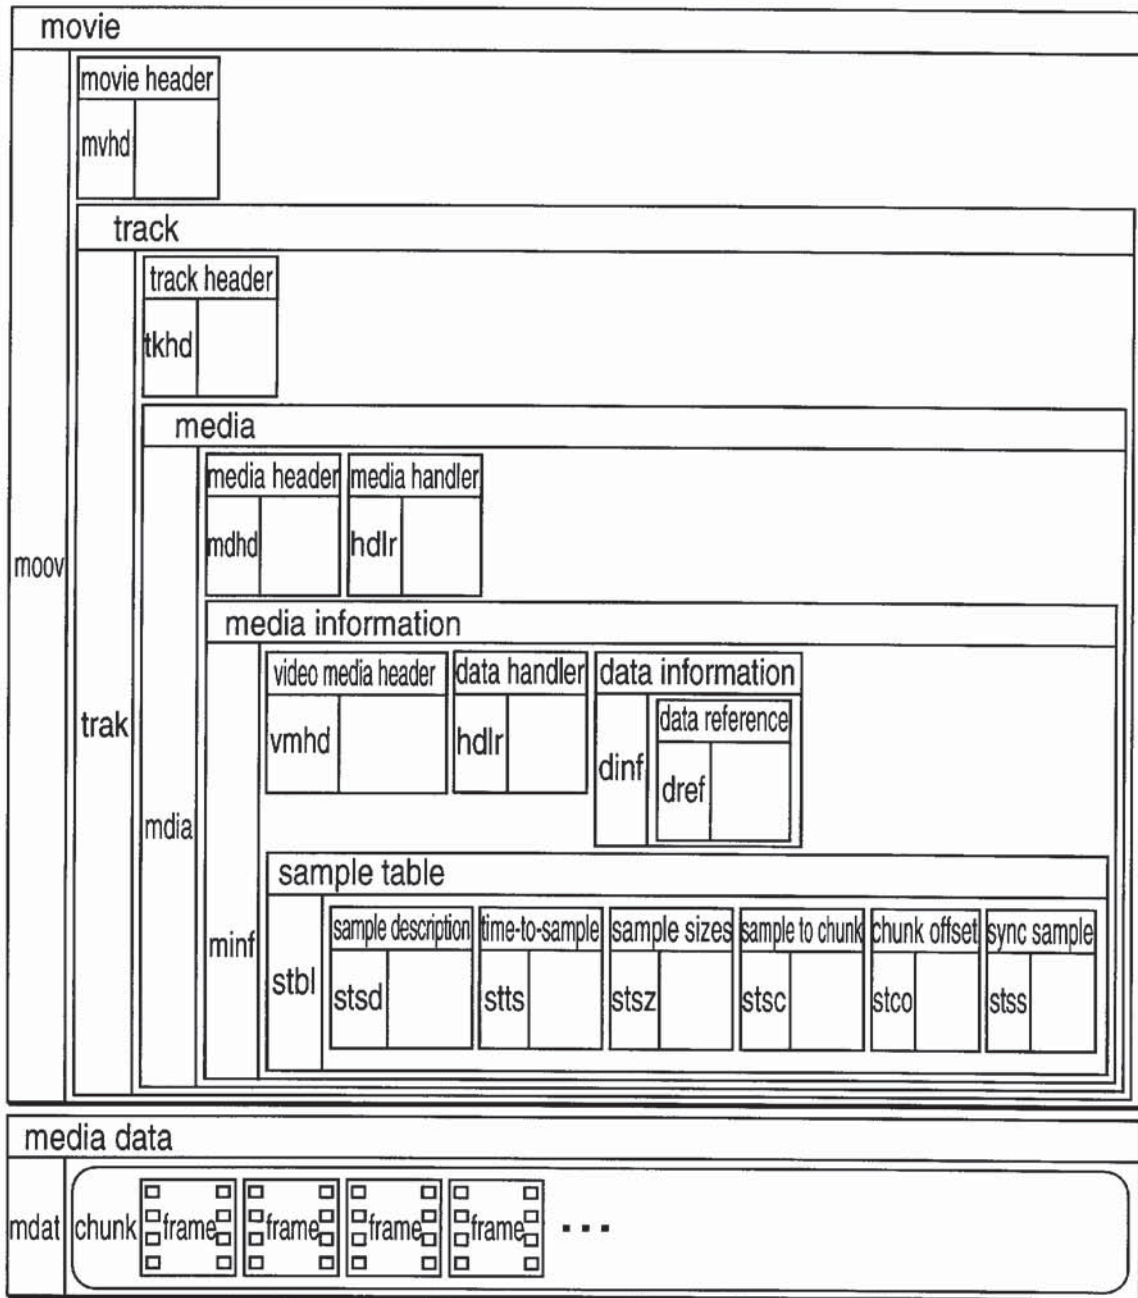 movie
movie header
mvhd
track
track header
tkhd
media
media header media handler
mdhd hdlr
moov
media information
video media header data handler data information
trak
vmhd hdlr dinf
data reference
dref
mdia
sample table
minf
stbl
sample description time-to-sample sample sizes sample to chunk chunk offset sync sample
stsd stts stsz stsc stco stss
media data
mdat chunk frame frame frame frame ...